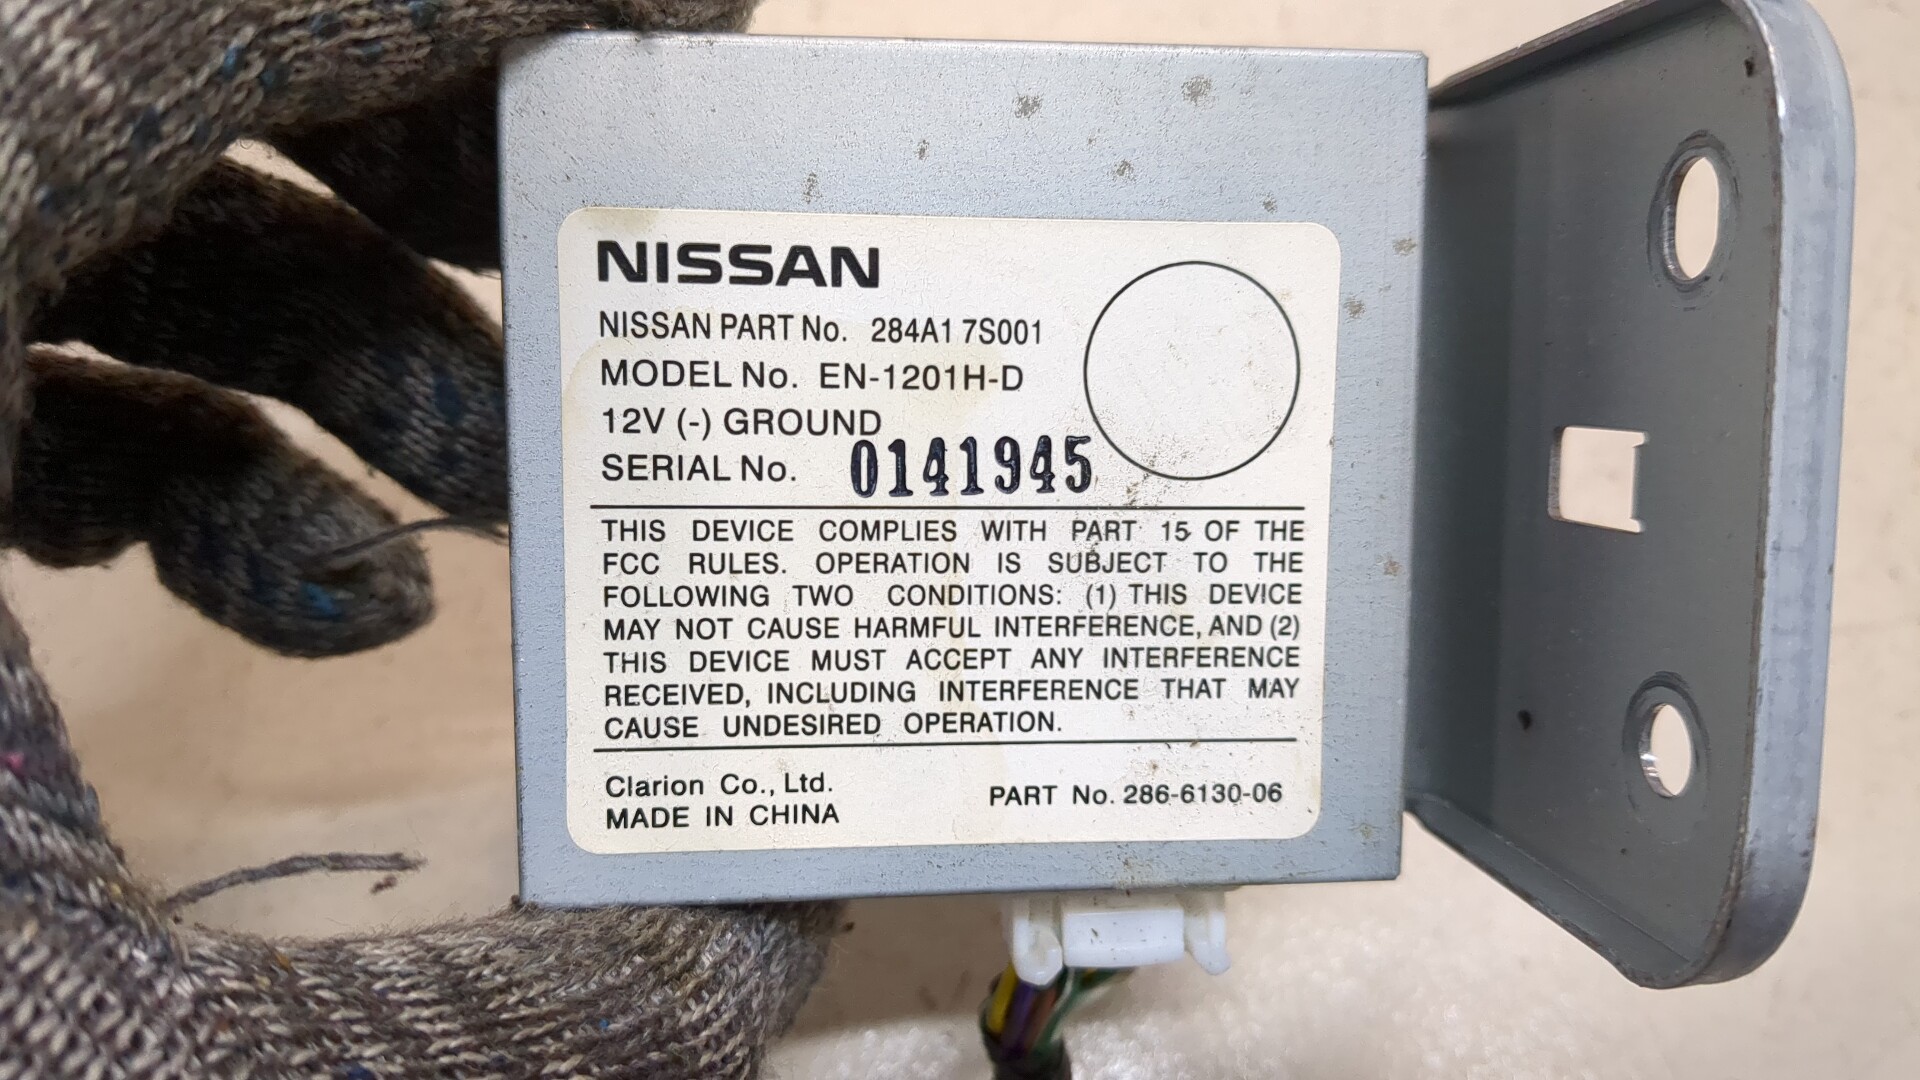 NISSAN
NISSAN PART No. 284A1 7S001
MODEL No. EN-1201H-D
12V (-) GROUND
SERIAL No. 0141945
THIS DEVICE COMPLIES WITH PART 15 OF THE
FCC RULES. OPERATION IS SUBJECT TO THE
FOLLOWING TWO CONDITIONS: (1) THIS DEVICE
MAY NOT CAUSE HARMFUL INTERFERENCE, AND (2)
THIS DEVICE MUST ACCEPT ANY INTERFERENCE
RECEIVED, INCLUDING INTERFERENCE THAT MAY
CAUSE UNDESIRED OPERATION.
Clarion Co., Ltd.
MADE IN CHINA
PART No. 286-6130-06